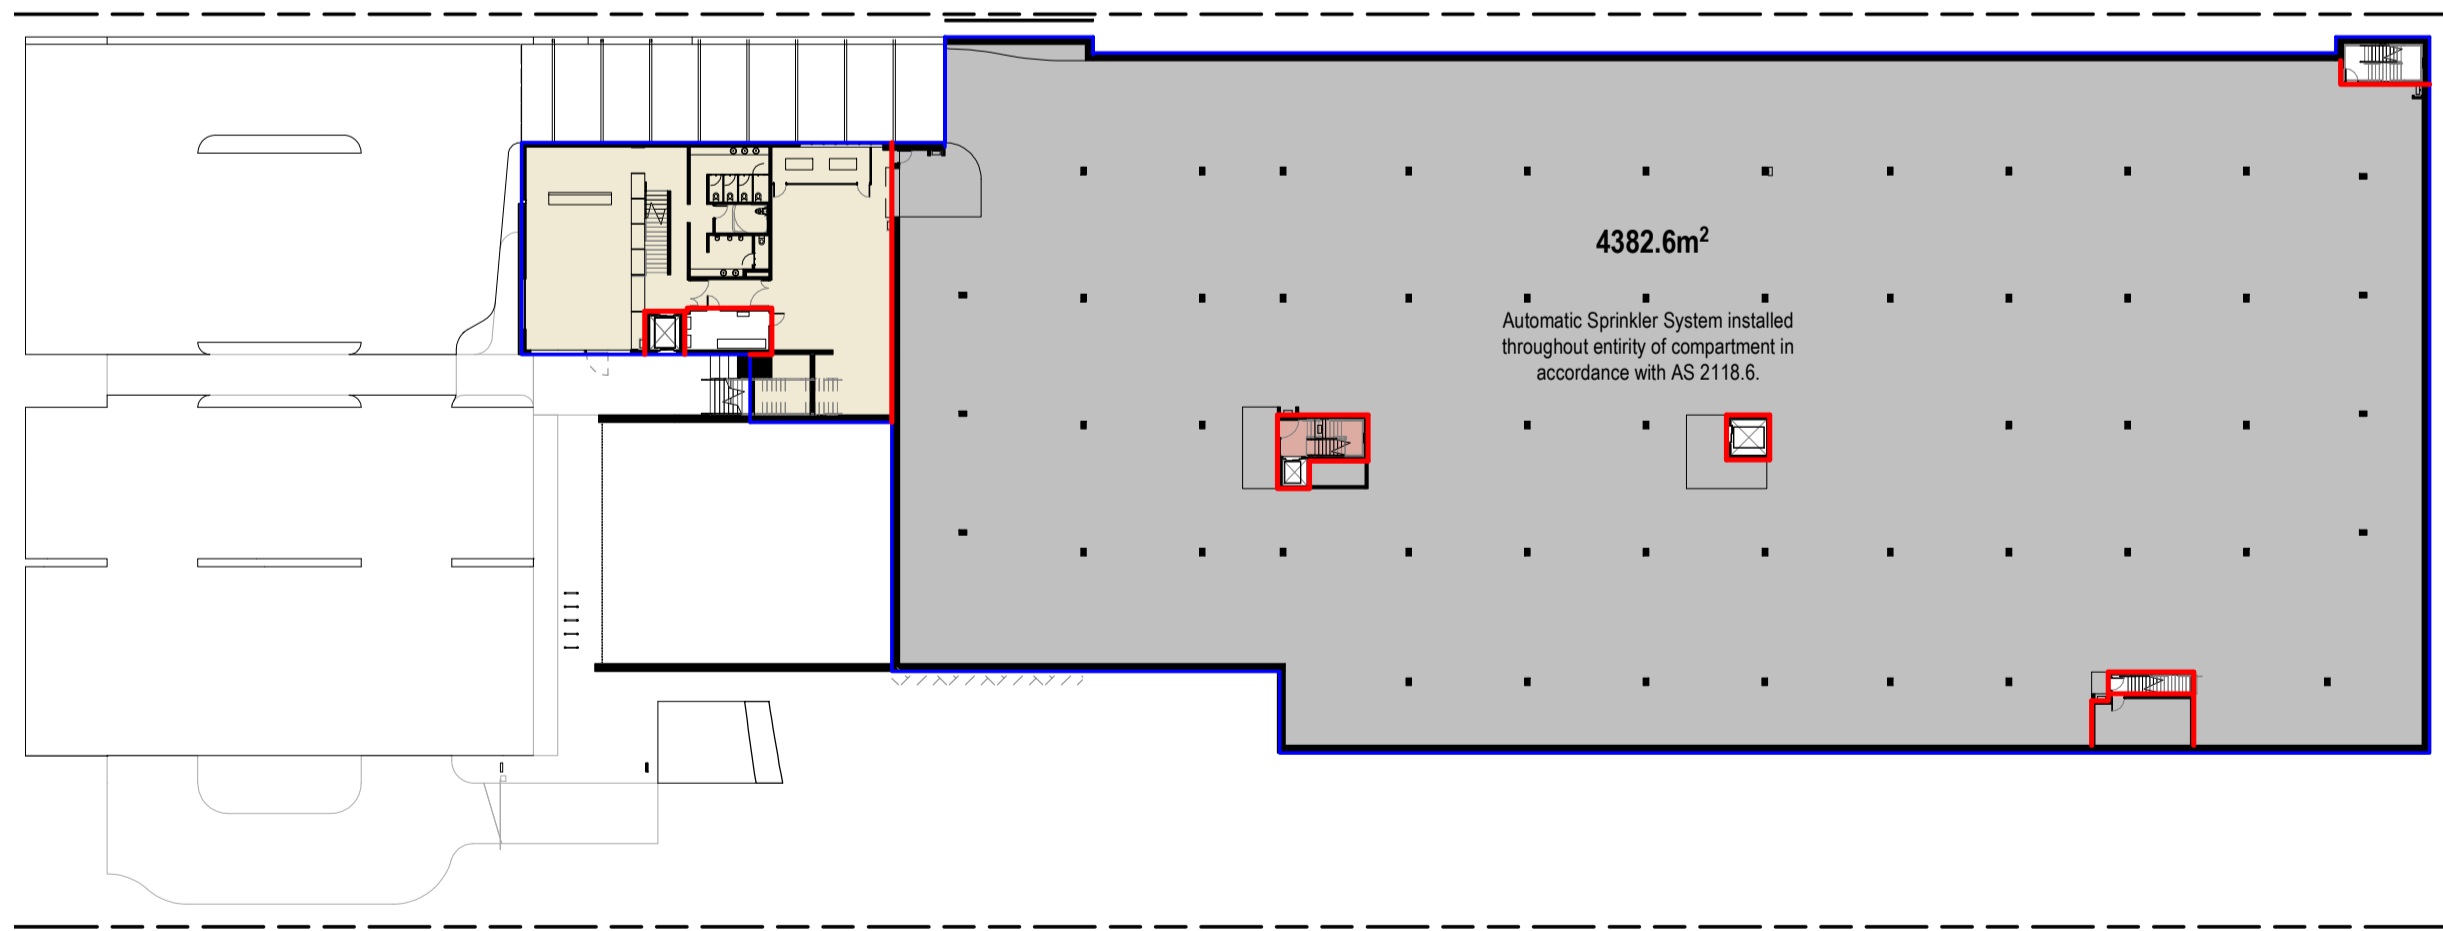 4382.6m²
Automatic Sprinkler System installed
throughout entirity of compartment in
accordance with AS 2118.6.